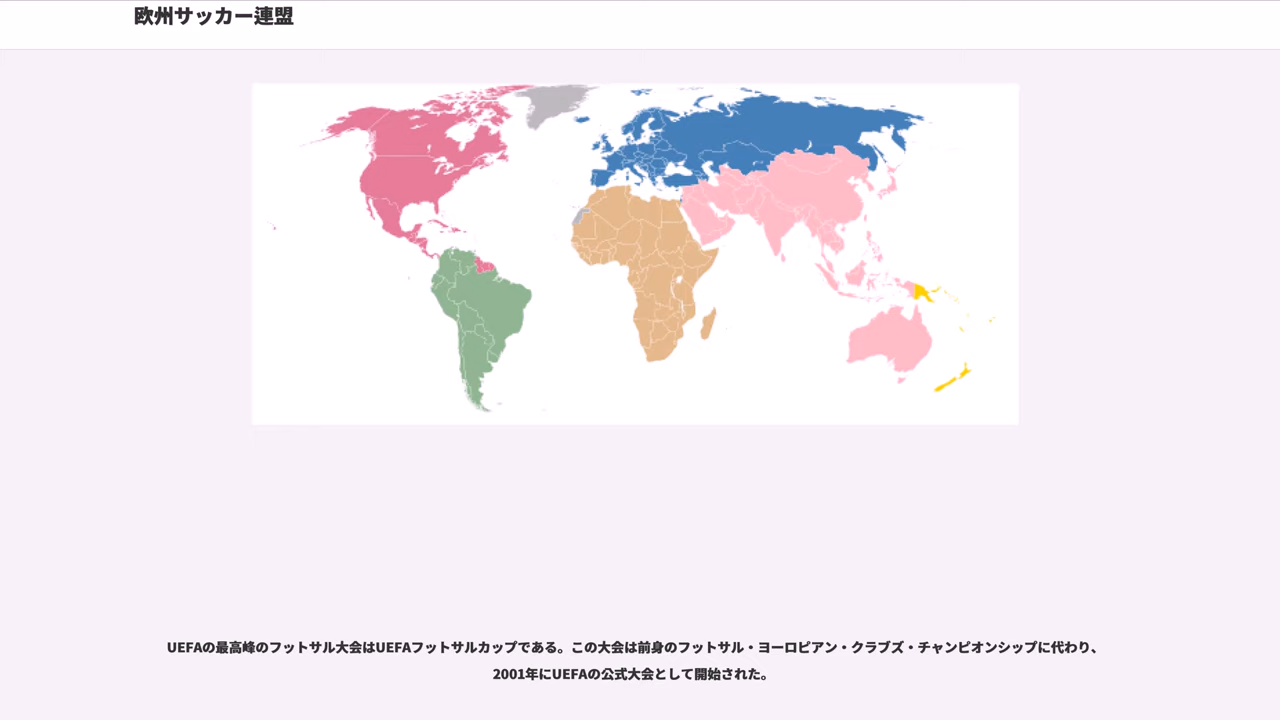 欧州サッカー連盟
UEFAの最高峰のフットサル大会はUEFAフットサルカップである。この大会は前身のフットサル・ヨーロピアン・クラブズ・チャンピオンシップに代わり、
2001年にUEFAの公式大会として開始された。